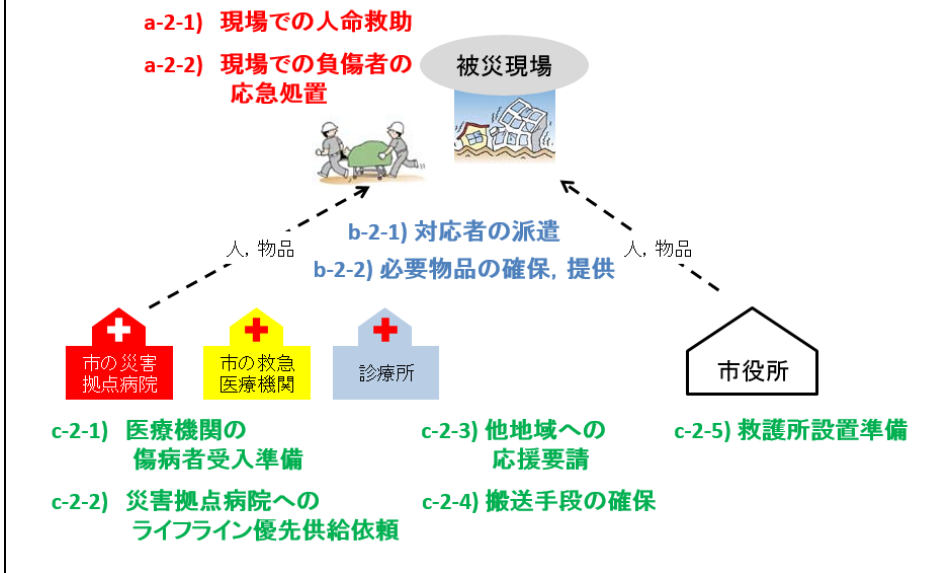 a-2-1) 現場での人命救助
a-2-2) 現場での負傷者の
応急処置
被災現場
b-2-1) 対応者の派遣
人, 物品
人, 物品
b-2-2) 必要物品の確保, 提供
市の災害
拠点病院
市の救急
医療機関
診療所
市役所
c-2-1) 医療機関の
傷病者受入準備
c-2-2) 災害拠点病院への
ライフライン優先供給依頼
c-2-3) 他地域への
応援要請
c-2-4) 搬送手段の確保
c-2-5) 救護所設置準備